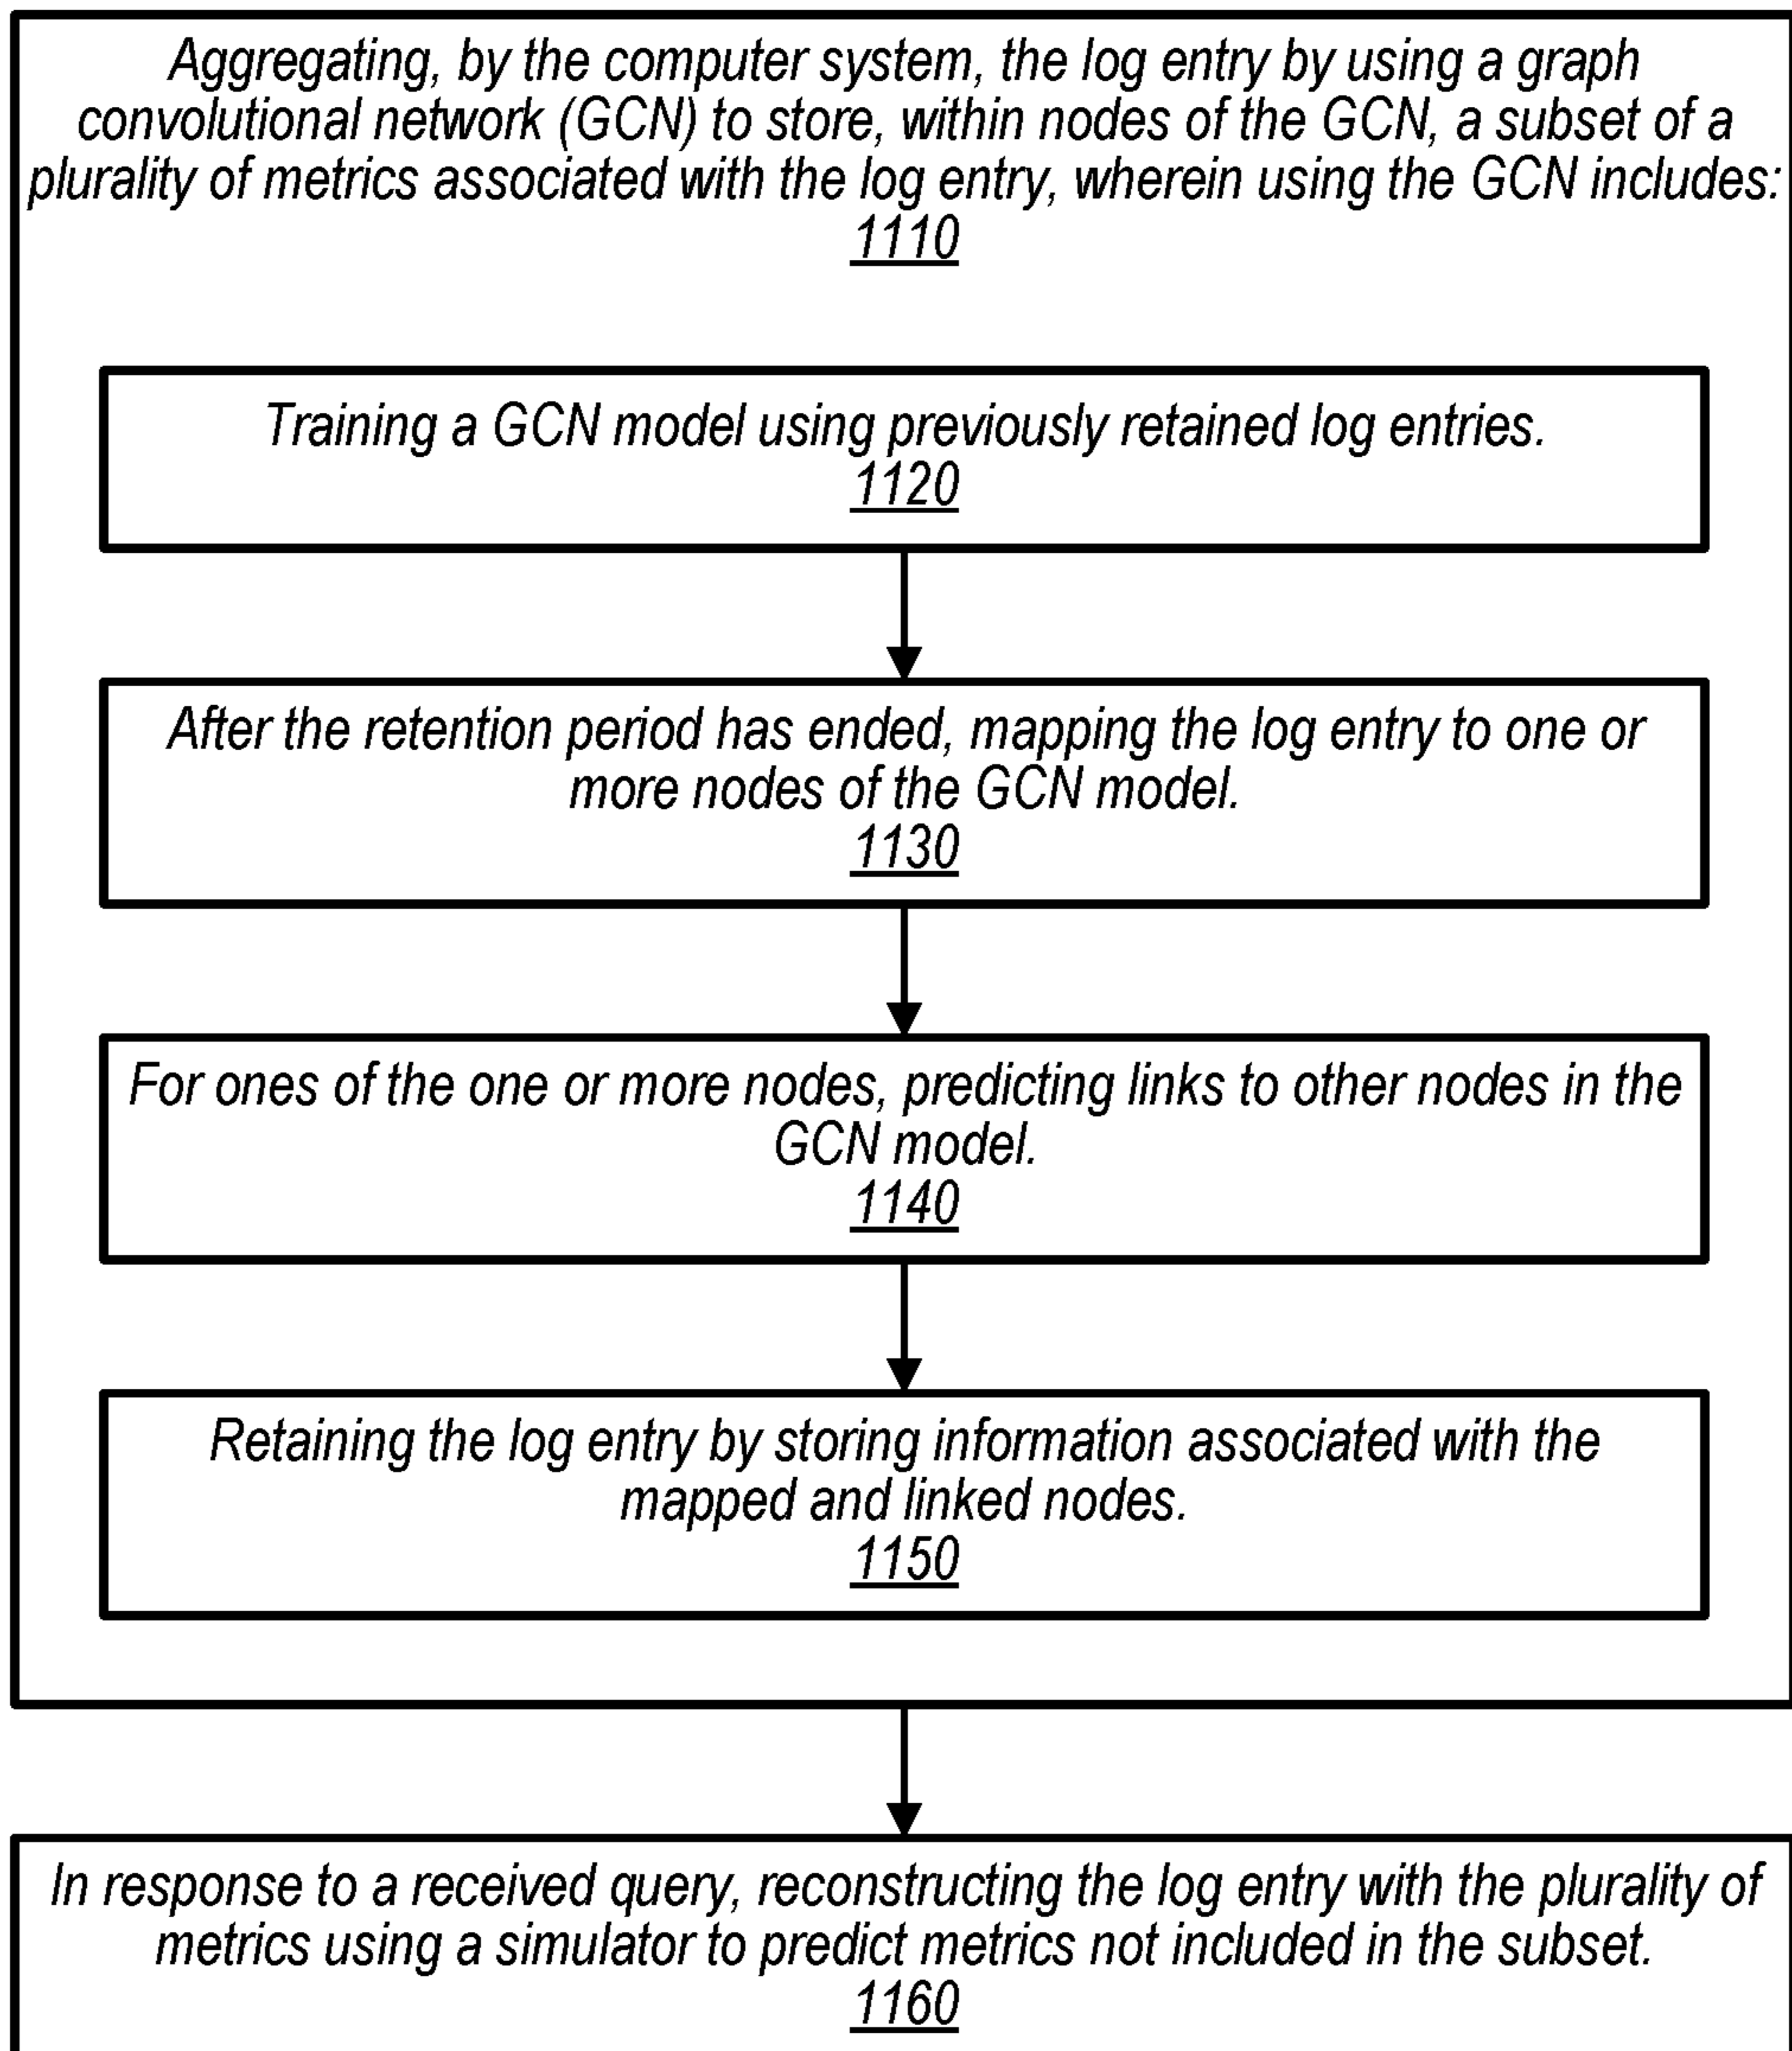 Aggregating, by the computer system, the log entry by using a graph
convolutional network (GCN) to store, within nodes of the GCN, a subset of a
plurality of metrics associated with the log entry, wherein using the GCN includes:
1110
Training a GCN model using previously retained log entries.
1120
After the retention period has ended, mapping the log entry to one or
more nodes of the GCN model.
1130
For ones of the one or more nodes, predicting links to other nodes in the
GCN model.
1140
Retaining the log entry by storing information associated with the
mapped and linked nodes.
1150
In response to a received query, reconstructing the log entry with the plurality of
metrics using a simulator to predict metrics not included in the subset.
1160